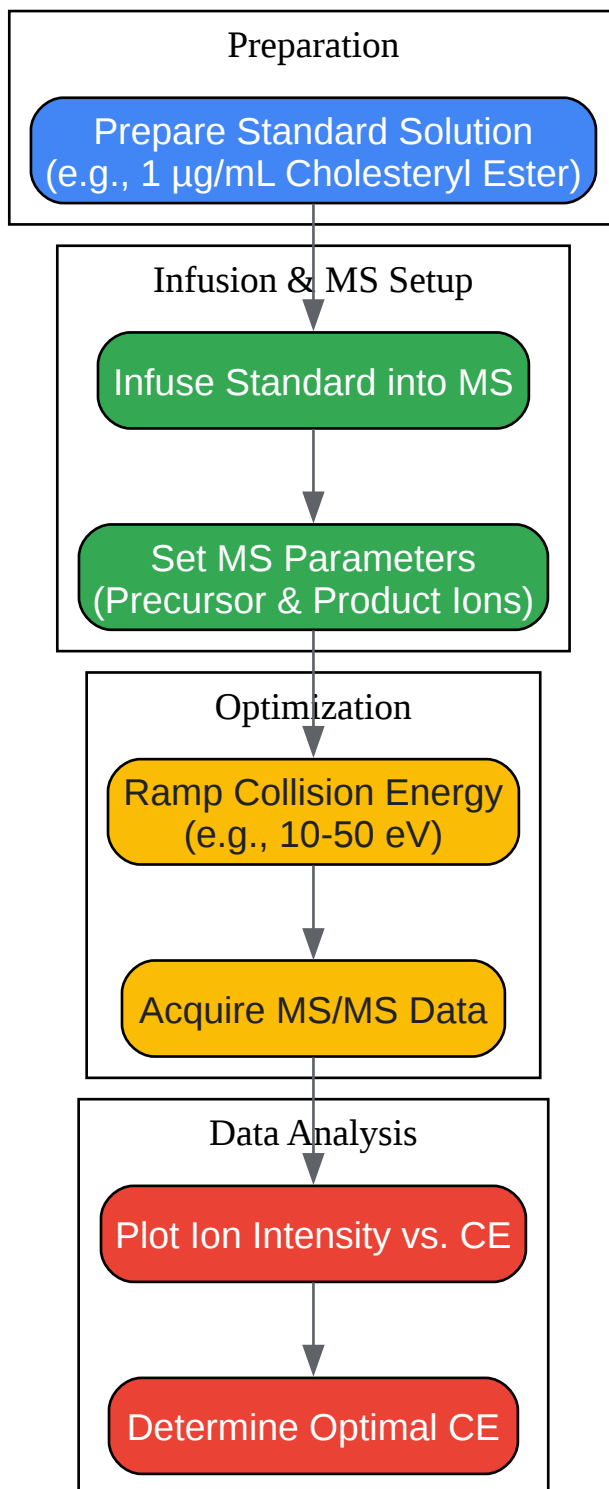 Preparation
Prepare Standard Solution
(e.g., 1 µg/mL Cholesteryl Ester)
Infusion & MS Setup
Infuse Standard into MS
Set MS Parameters
(Precursor & Product Ions)
Optimization
Ramp Collision Energy
(e.g., 10-50 eV)
Acquire MS/MS Data
Data Analysis
Plot Ion Intensity vs. CE
Determine Optimal CE